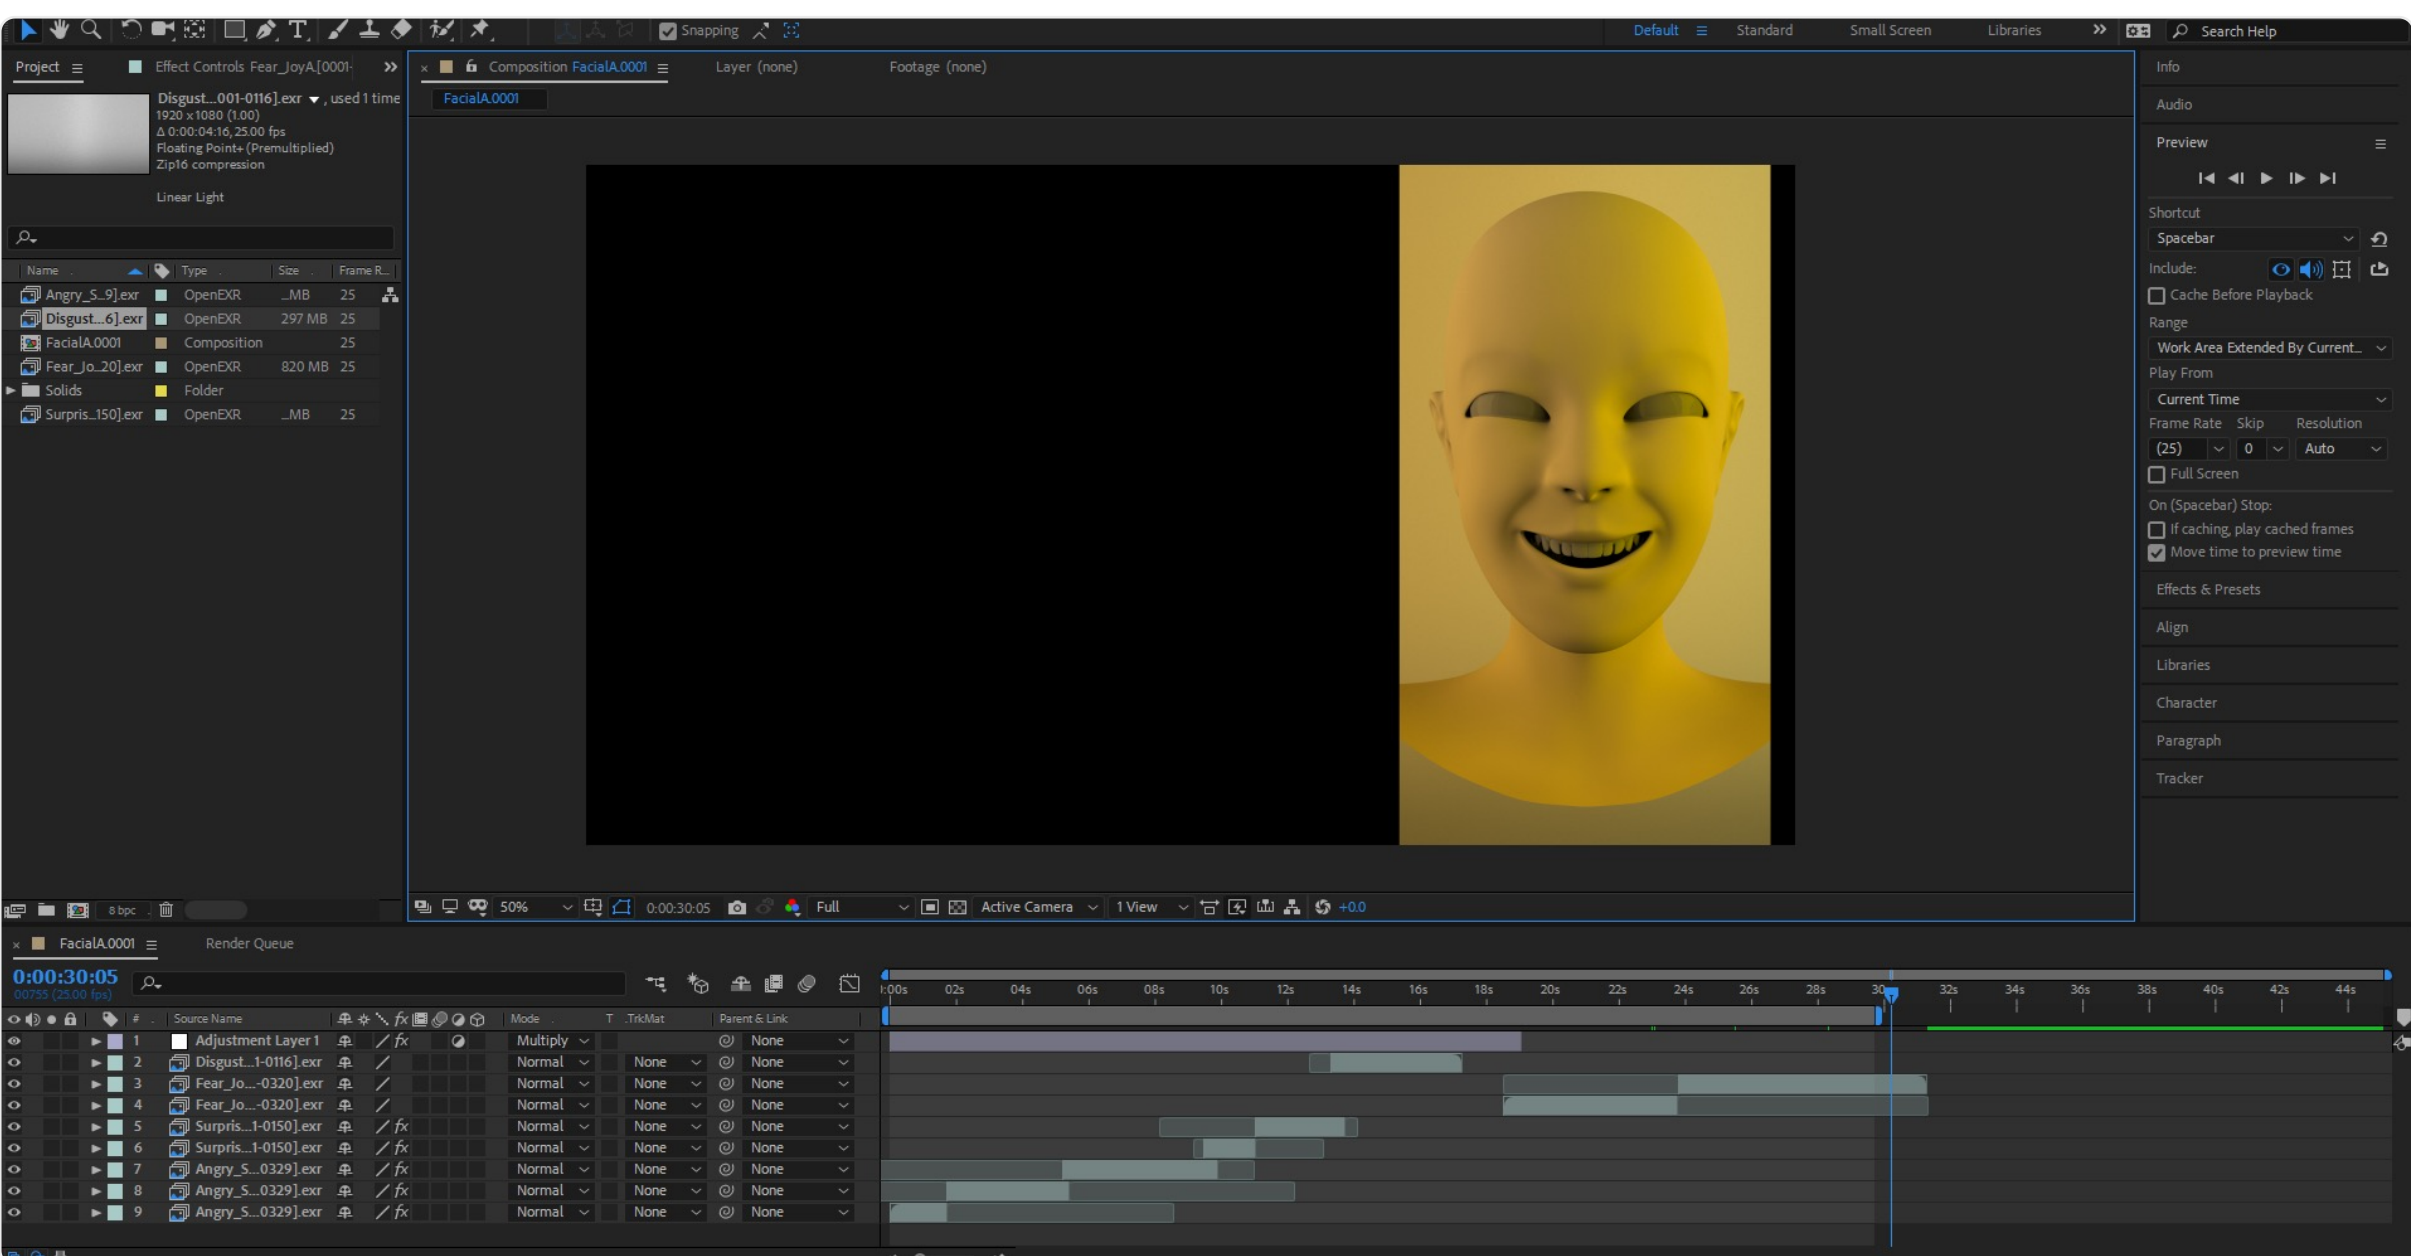 Snapping Default Standard Small Screen Libraries Search Help
Project Effect Controls Fear_JoyA.[0001-
Composition FacialA.0001 Layer (none) Footage (none)
FacialA.0001
Disgust...001-0116].exr , used 1 time
1920 x 1080 (1.00)
Δ 0:00:04:16, 25.00 fps
Floating Point+ (Premultiplied)
Zip16 compression
Linear Light
Name Type Size Frame R...
Angry_S...9].exr OpenEXR ...MB 25
Disgust...6].exr OpenEXR 297 MB 25
FacialA.0001 Composition 25
Fear_Jo...20].exr OpenEXR 820 MB 25
Solids Folder
Surpris...150].exr OpenEXR ...MB 25
8 bpc
50% 0:00:30:05 Full Active Camera 1 View +0.0
Info
Audio
Preview
Shortcut
Spacebar
Include:
Cache Before Playback
Range
Work Area Extended By Current...
Play From
Current Time
Frame Rate Skip Resolution
(25) 0 Auto
Full Screen
On (Spacebar) Stop:
If caching, play cached frames
Move time to preview time
Effects & Presets
Align
Libraries
Character
Paragraph
Tracker
FacialA.0001 Render Queue
0:00:30:05
00755 (25.00 fps)
:00s 02s 04s 06s 08s 10s 12s 14s 16s 18s 20s 22s 24s 26s 28s 30s 32s 34s 36s 38s 40s 42s 44s
# Source Name Mode T .TrkMat Parent & Link
1 Adjustment Layer 1 fx Multiply None
2 Disgust...1-0116].exr Normal None None
3 Fear_Jo...-0320].exr Normal None None
4 Fear_Jo...-0320].exr Normal None None
5 Surpris...1-0150].exr fx Normal None None
6 Surpris...1-0150].exr fx Normal None None
7 Angry_S...0329].exr fx Normal None None
8 Angry_S...0329].exr fx Normal None None
9 Angry_S...0329].exr fx Normal None None